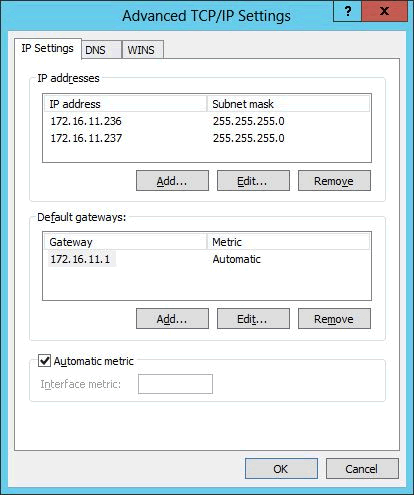 Advanced TCP/IP Settings
? x
IP Settings DNS WINS
IP addresses
IP address Subnet mask
172.16.11.236 255.255.255.0
172.16.11.237 255.255.255.0
Add... Edit... Remove
Default gateways:
Gateway Metric
172.16.11.1 Automatic
Add... Edit... Remove
Automatic metric
Interface metric:
OK Cancel